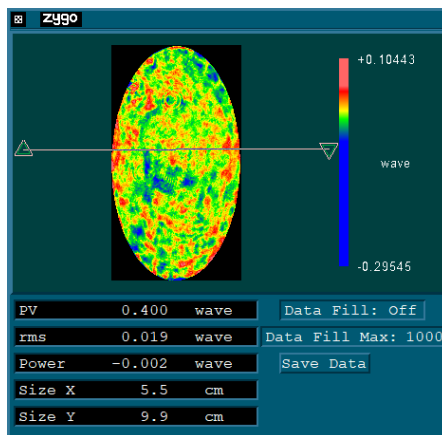 zygo
+0.10443
wave
-0.29545
PV 0.400 wave
Data Fill: Off
rms 0.019 wave
Data Fill Max: 1000
Power -0.002 wave
Save Data
Size X 5.5 cm
Size Y 9.9 cm